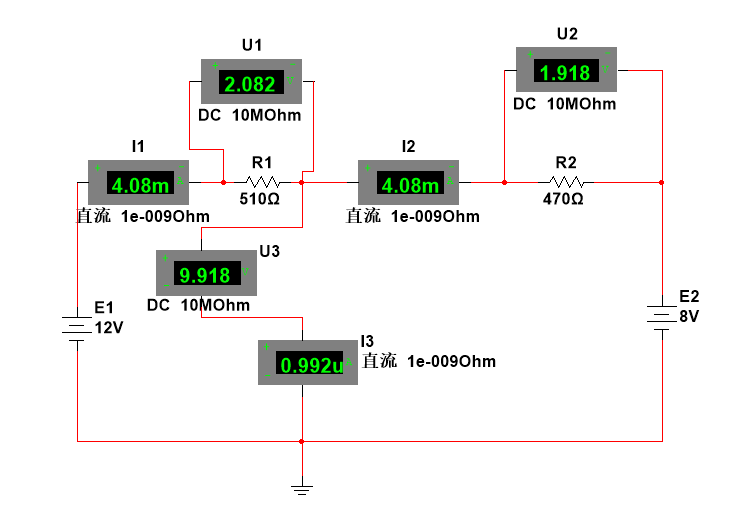 U1
2.082
DC 10MOhm
U2
1.918
DC 10MOhm
I1
4.08m
直流 1e-009Ohm
R1
510Ω
I2
4.08m
直流 1e-009Ohm
R2
470Ω
U3
9.918
DC 10MOhm
E1
12V
E2
8V
I3
0.992u
直流 1e-009Ohm